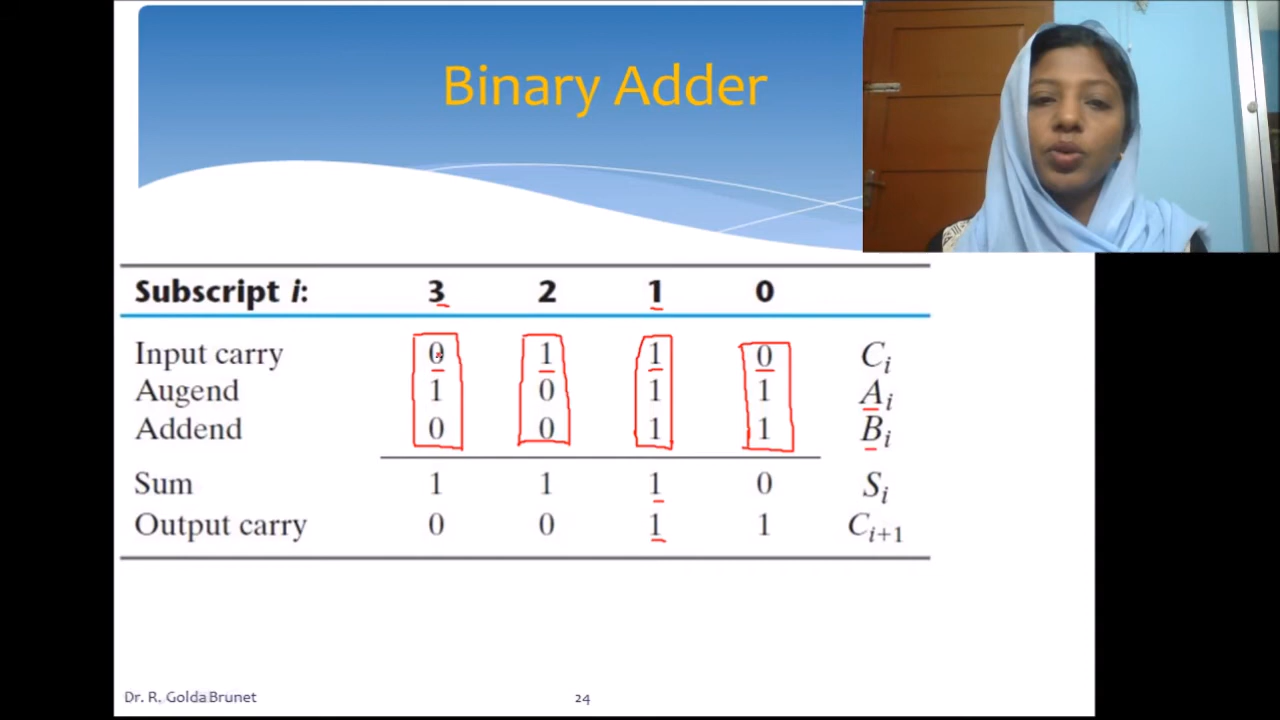 Binary Adder
Subscript i: 3 2 1 0
Input carry 0 1 1 0 Ci
Augend 1 0 1 1 Ai
Addend 0 0 1 1 Bi
Sum 1 1 1 0 Si
Output carry 0 0 1 1 Ci+1
Dr. R. Golda Brunet 24